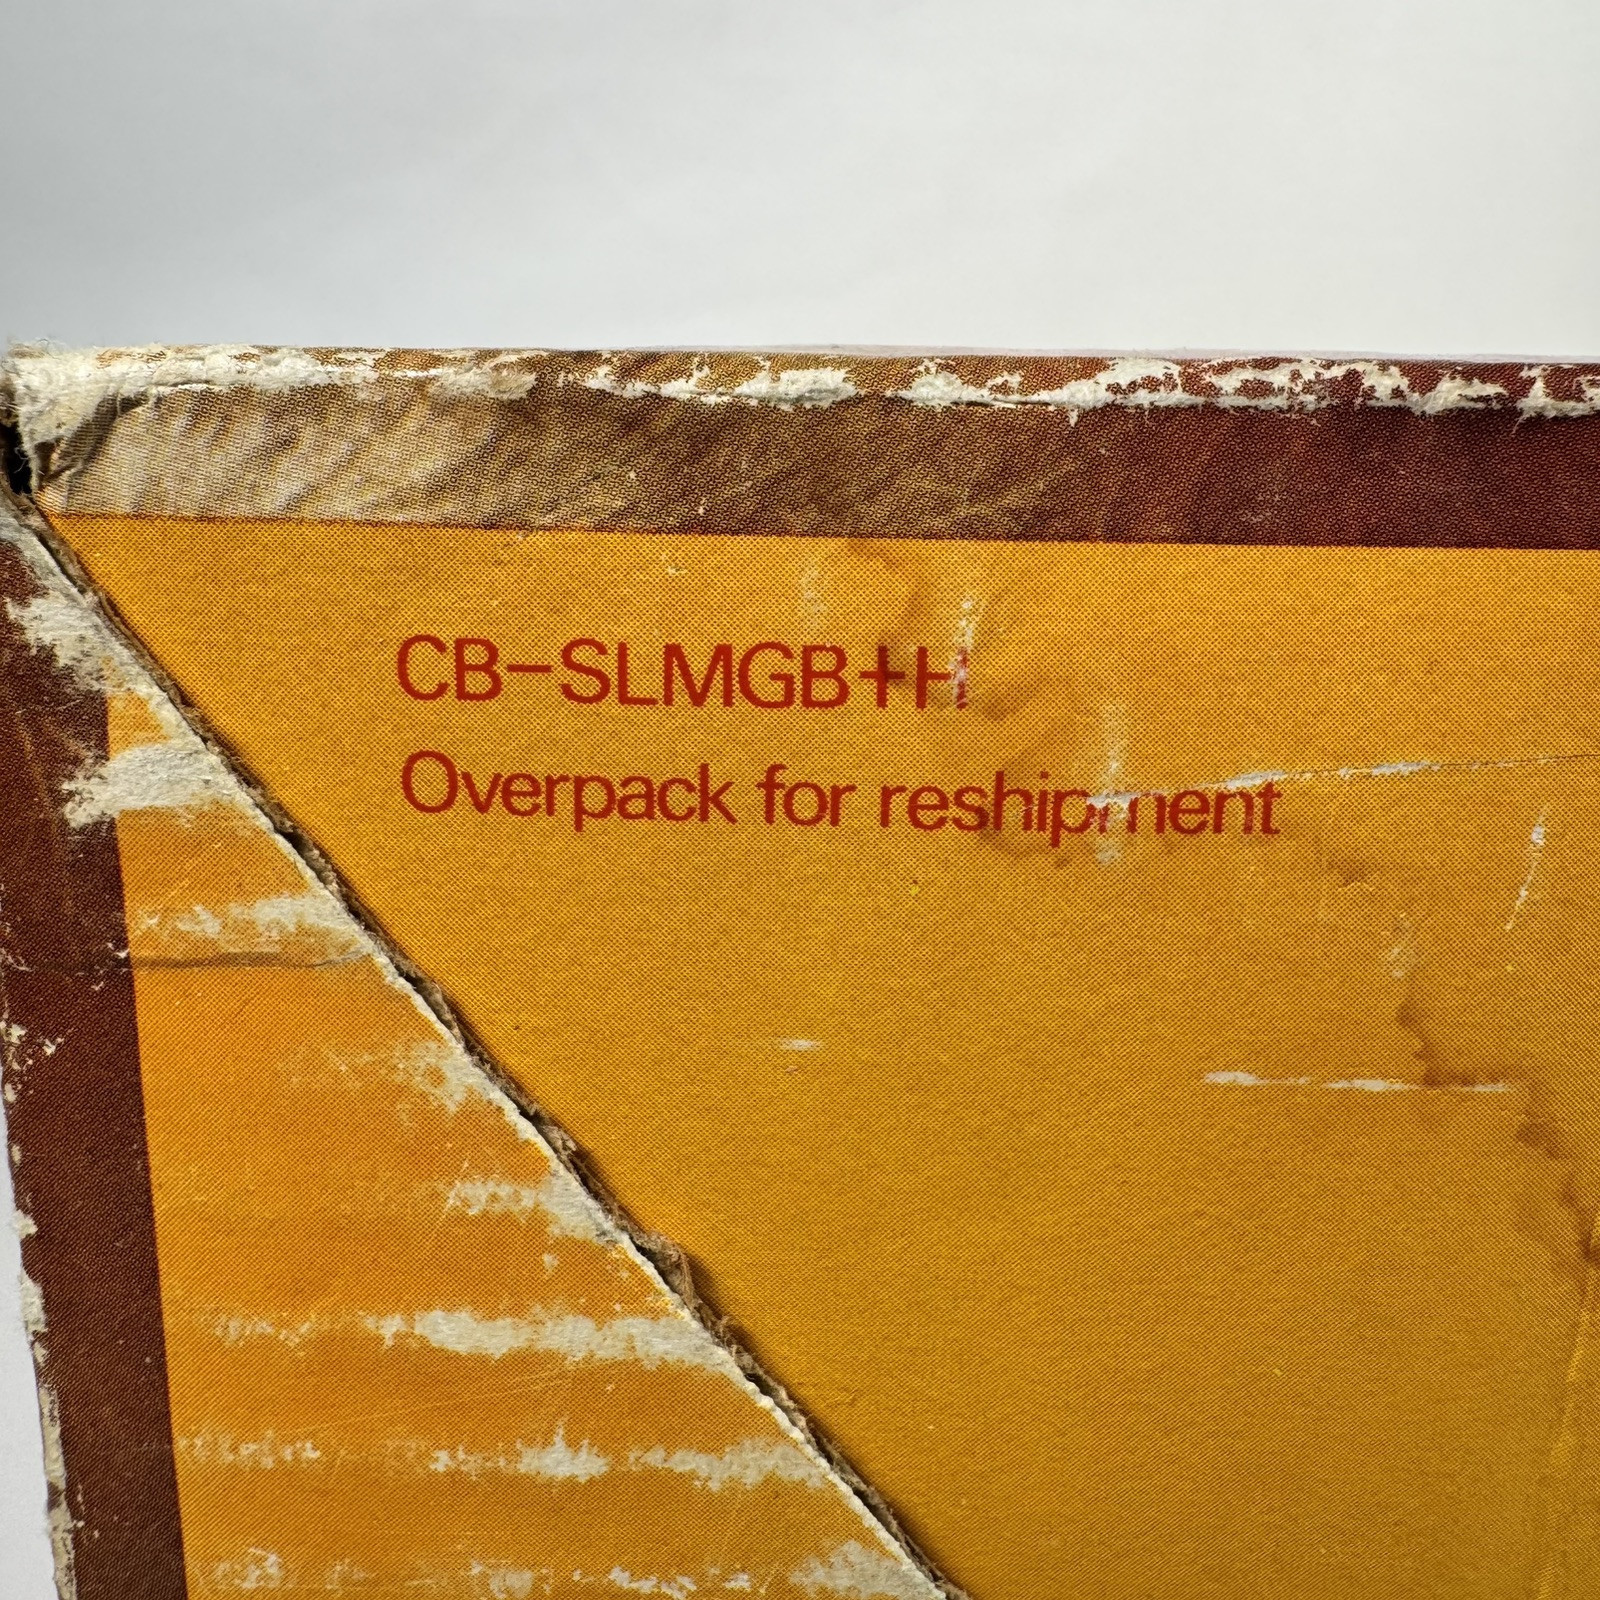 CB-SLMGB+H
Overpack for reshipment